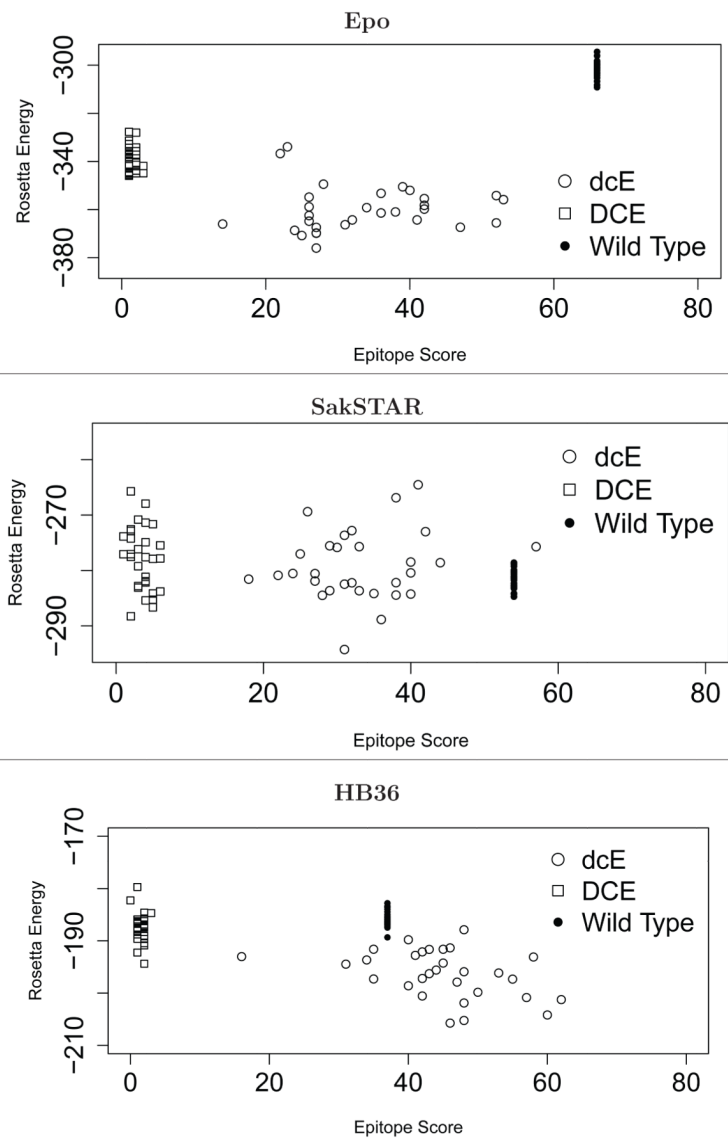 Epo
−300
−340
−380
Rosetta Energy
dcE
DCE
Wild Type
0 20 40 60 80
Epitope Score
SakSTAR
−270
−290
Rosetta Energy
dcE
DCE
Wild Type
0 20 40 60 80
Epitope Score
HB36
−170
−190
−210
Rosetta Energy
dcE
DCE
Wild Type
0 20 40 60 80
Epitope Score